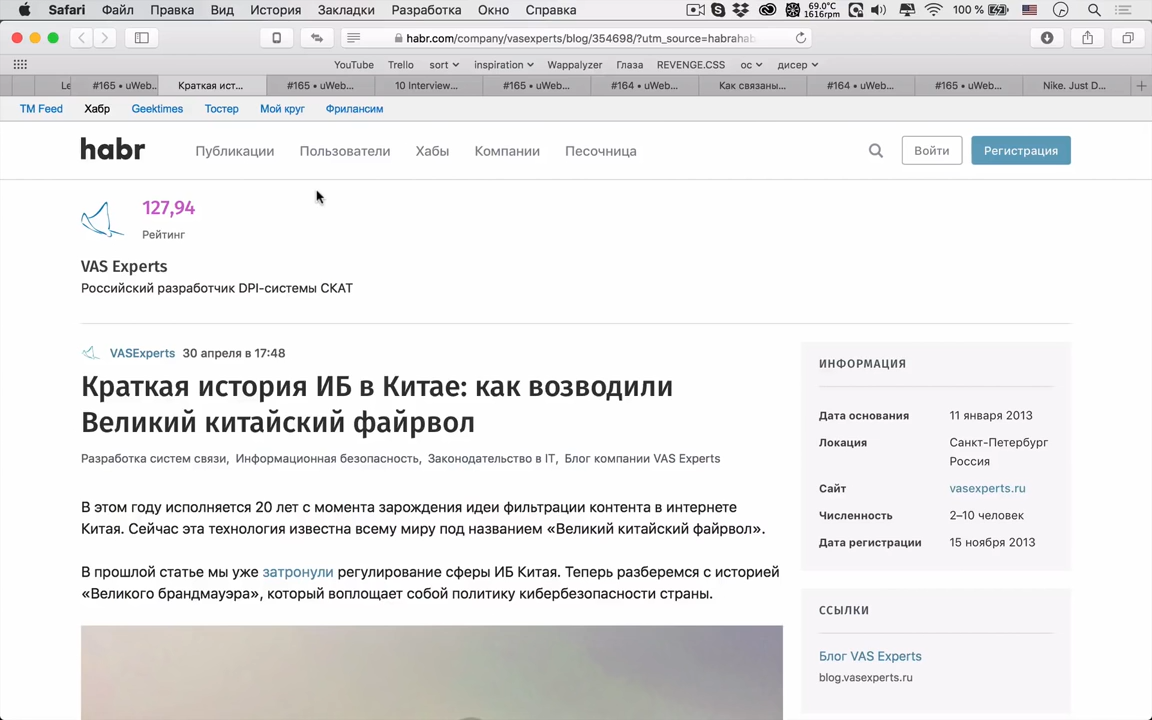 Safari Файл Правка Вид История Закладки Разработка Окно Справка 69.0°C 1616rpm 100 %
habr.com/company/vasexperts/blog/354698/?utm_source=habrahab
YouTube Trello sort inspiration Wappalyzer Глаза REVENGE.CSS ос дисер
Le #165 • uWeb... Краткая ист... #165 • uWeb... 10 Interview... #165 • uWeb... #164 • uWeb... Как связаны... #164 • uWeb... #165 • uWeb... Nike. Just D...
TM Feed Хабр Geektimes Тостер Мой круг Фрилансим
habr Публикации Пользователи Хабы Компании Песочница Войти Регистрация
127,94
Рейтинг
VAS Experts
Российский разработчик DPI-системы СКАТ
VASExperts 30 апреля в 17:48
Краткая история ИБ в Китае: как возводили
Великий китайский файрвол
Разработка систем связи, Информационная безопасность, Законодательство в IT, Блог компании VAS Experts
В этом году исполняется 20 лет с момента зарождения идеи фильтрации контента в интернете
Китая. Сейчас эта технология известна всему миру под названием «Великий китайский файрвол».
В прошлой статье мы уже затронули регулирование сферы ИБ Китая. Теперь разберемся с историей
«Великого брандмауэра», который воплощает собой политику кибербезопасности страны.
ИНФОРМАЦИЯ
Дата основания 11 января 2013
Локация Санкт-Петербург
Россия
Сайт vasexperts.ru
Численность 2–10 человек
Дата регистрации 15 ноября 2013
ССЫЛКИ
Блог VAS Experts
blog.vasexperts.ru